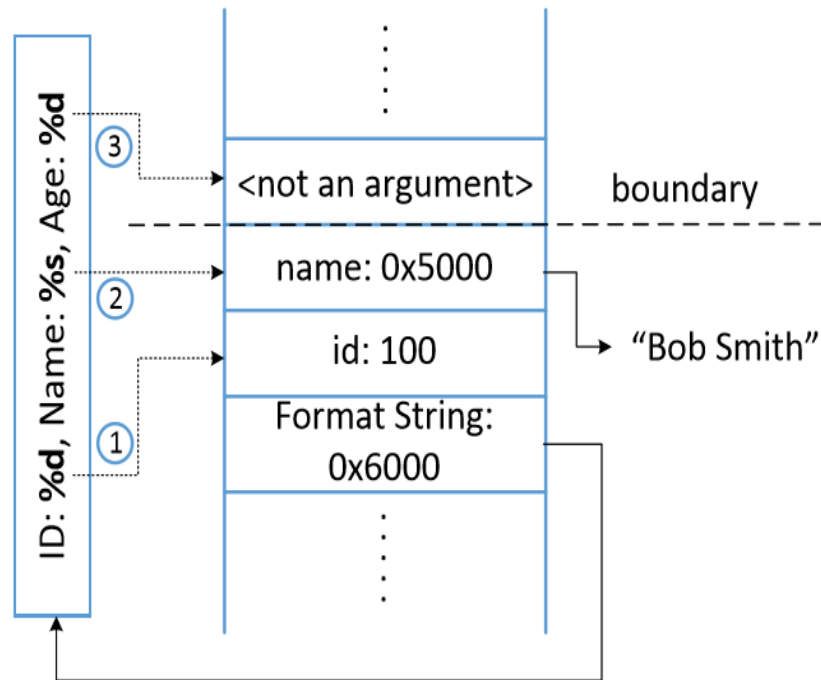 ID: %d, Name: %s, Age: %d
3
<not an argument>
boundary
2
name: 0x5000
"Bob Smith"
id: 100
1
Format String:
0x6000